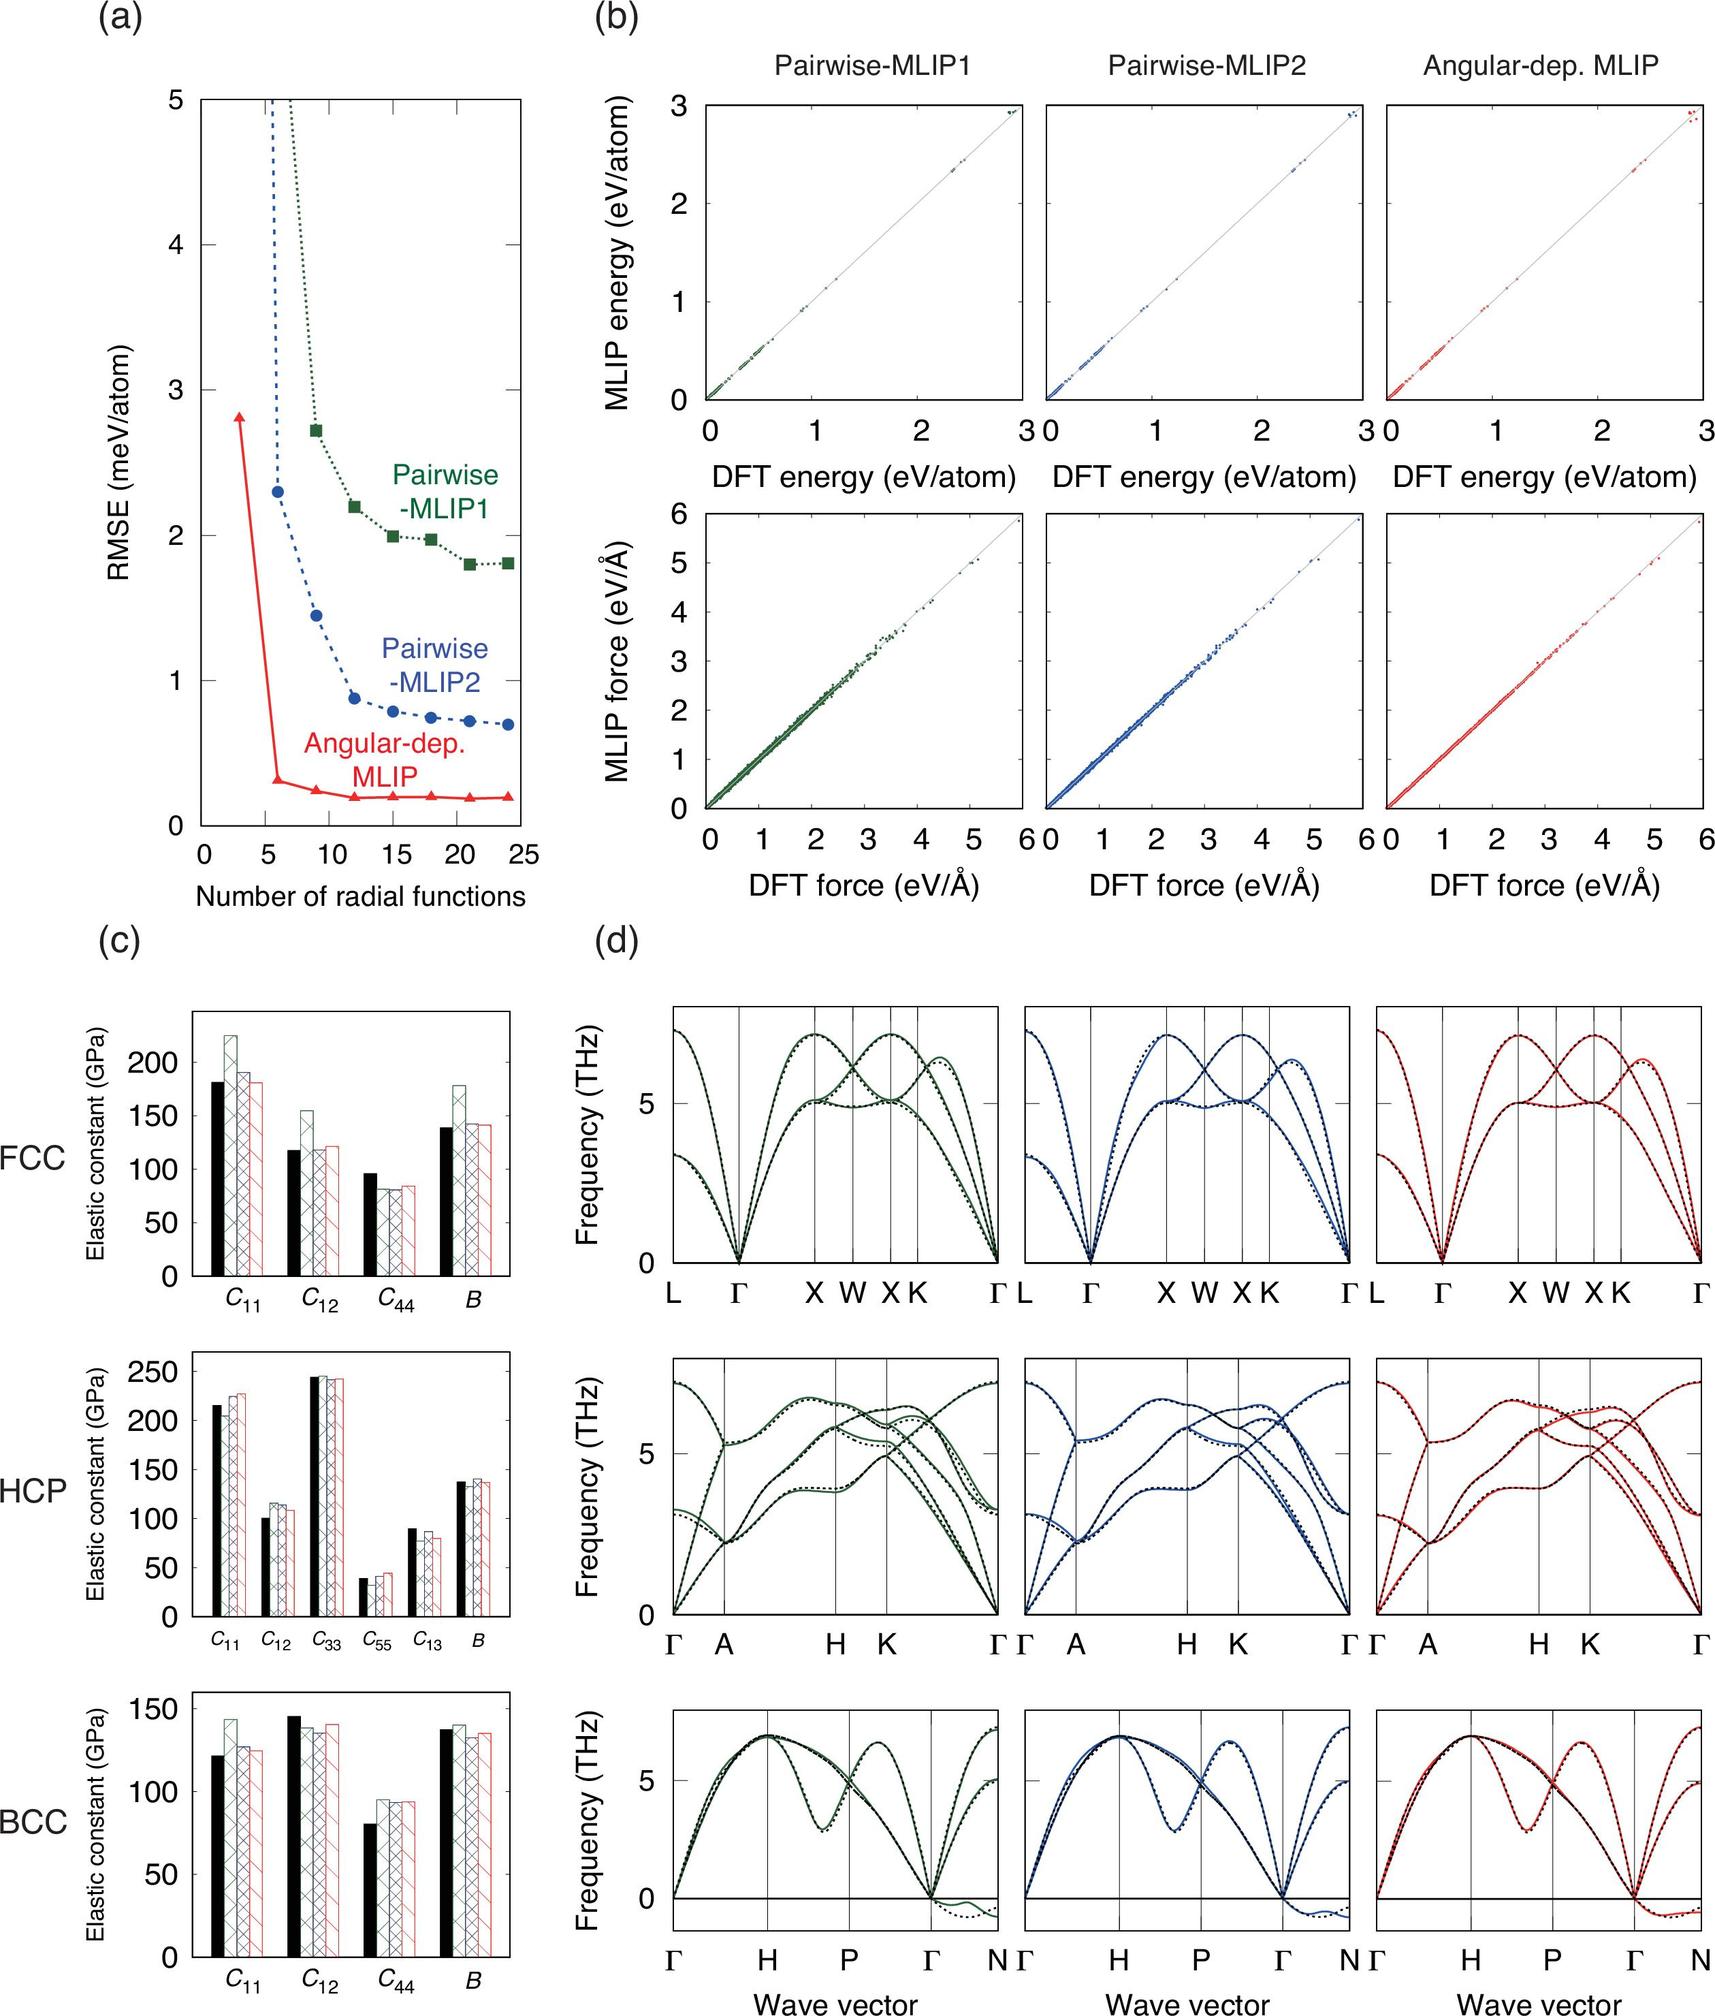 (a)
5
4
3
2
1
0
RMSE (meV/atom)
Pairwise
-MLIP1
Pairwise
-MLIP2
Angular-dep.
MLIP
0 5 10 15 20 25
Number of radial functions
(b)
Pairwise-MLIP1 Pairwise-MLIP2 Angular-dep. MLIP
MLIP energy (eV/atom)
3
2
1
0
0 1 2 3 0 1 2 3 0 1 2 3
DFT energy (eV/atom) DFT energy (eV/atom) DFT energy (eV/atom)
MLIP force (eV/Å)
6
5
4
3
2
1
0
0 1 2 3 4 5 6 0 1 2 3 4 5 6 0 1 2 3 4 5 6
DFT force (eV/Å) DFT force (eV/Å) DFT force (eV/Å)
(c)
FCC
Elastic constant (GPa)
200
150
100
50
0
C11 C12 C44 B
HCP
Elastic constant (GPa)
250
200
150
100
50
0
C11 C12 C33 C55 C13 B
BCC
Elastic constant (GPa)
150
100
50
0
C11 C12 C44 B
(d)
Frequency (THz)
5
0
L Γ X W X K Γ L Γ X W X K Γ L Γ X W X K Γ
Frequency (THz)
5
0
Γ A H K Γ Γ A H K Γ Γ A H K Γ
Frequency (THz)
5
0
Γ H P Γ N Γ H P Γ N Γ H P Γ N
Wave vector Wave vector Wave vector